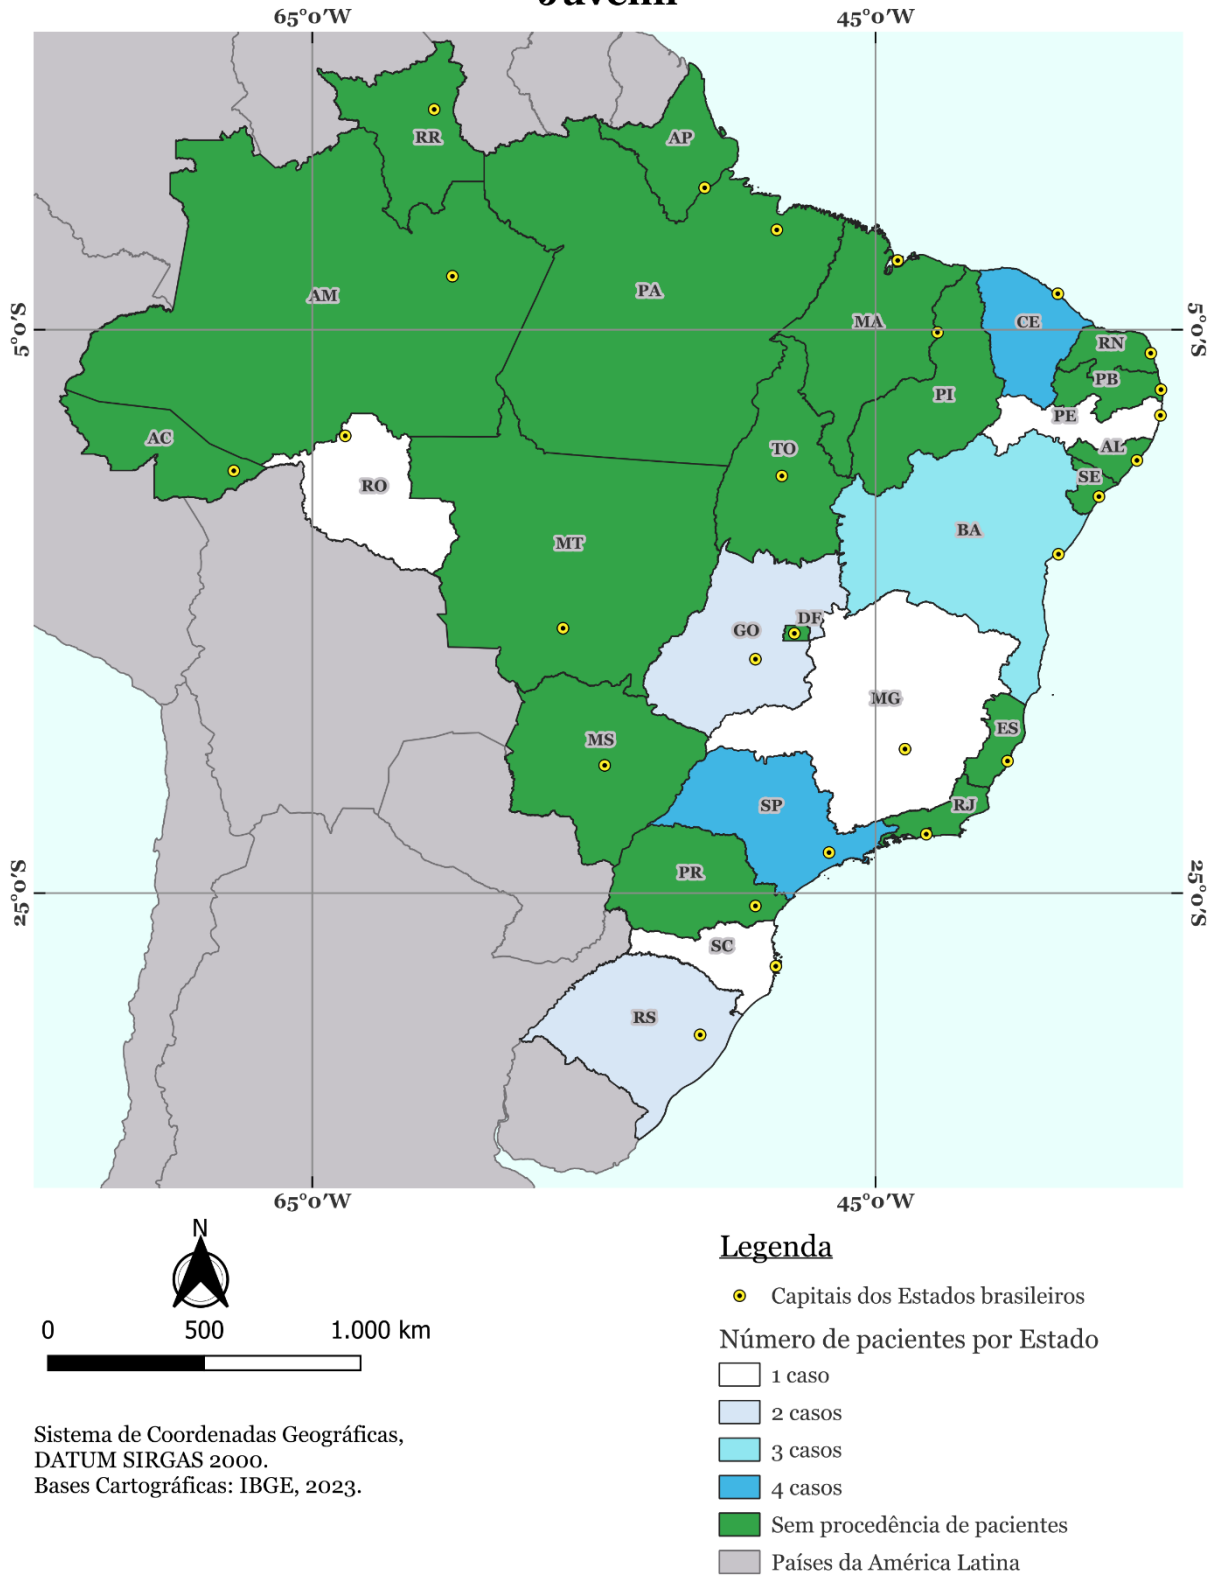 Juvenil
65°0'W
45°0'W
RR
AP
AM
PA
MA
CE
5°0'S
5°0'S
RN
PB
PI
PE
AC
TO
AL
RO
SE
BA
MT
DF
GO
MG
ES
MS
SP
RJ
PR
25°0'S
25°0'S
SC
RS
65°0'W
45°0'W
N
0 500 1.000 km
Sistema de Coordenadas Geográficas,
DATUM SIRGAS 2000.
Bases Cartográficas: IBGE, 2023.
Legenda
Capitais dos Estados brasileiros
Número de pacientes por Estado
1 caso
2 casos
3 casos
4 casos
Sem procedência de pacientes
Países da América Latina